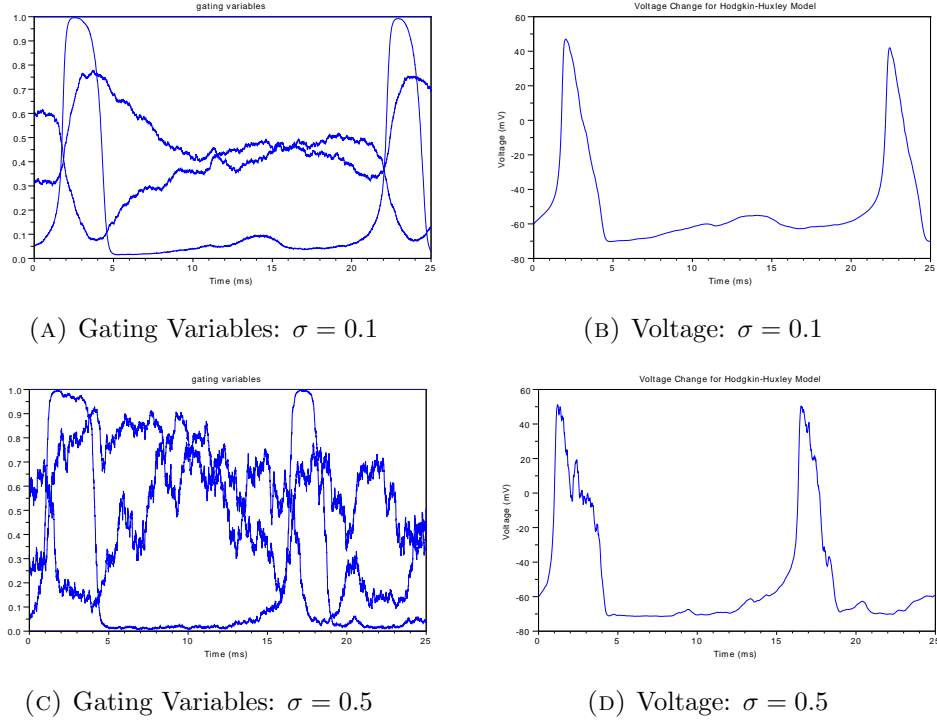 gating variables
1.0
0.9
0.8
0.7
0.6
0.5
0.4
0.3
0.2
0.1
0.0
0 5 10 15 20 25
Time (ms)
Voltage Change for Hodgkin-Huxley Model
60
40
20
0
-20
-40
-60
-80
Voltage (mV)
0 5 10 15 20 25
Time (ms)
(A) Gating Variables: σ = 0.1
(B) Voltage: σ = 0.1
gating variables
1.0
0.9
0.8
0.7
0.6
0.5
0.4
0.3
0.2
0.1
0.0
0 5 10 15 20 25
Time (ms)
Voltage Change for Hodgkin-Huxley Model
60
40
20
0
-20
-40
-60
-80
Voltage (mV)
0 5 10 15 20 25
Time (ms)
(C) Gating Variables: σ = 0.5
(D) Voltage: σ = 0.5